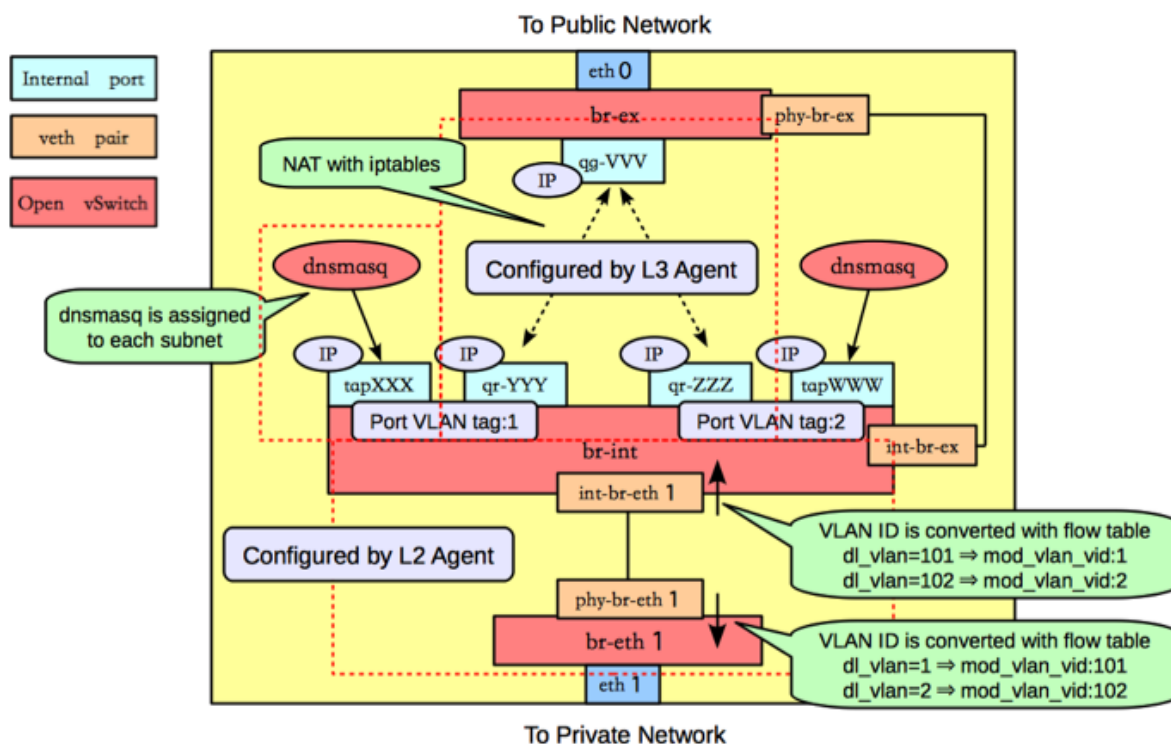 To Public Network
Internal port
veth pair
Open vSwitch
eth 0
br-ex
phy-br-ex
NAT with iptables
qg-VVV
IP
dnsmasq
Configured by L3 Agent
dnsmasq
dnsmasq is assigned
to each subnet
IP
IP
IP
IP
tapXXX
qr-YYY
qr-ZZZ
tapWWW
Port VLAN tag:1
Port VLAN tag:2
br-int
int-br-ex
int-br-eth 1
Configured by L2 Agent
VLAN ID is converted with flow table
dl_vlan=101 ⇒ mod_vlan_vid:1
dl_vlan=102 ⇒ mod_vlan_vid:2
phy-br-eth 1
br-eth 1
VLAN ID is converted with flow table
dl_vlan=1 ⇒ mod_vlan_vid:101
dl_vlan=2 ⇒ mod_vlan_vid:102
eth 1
To Private Network